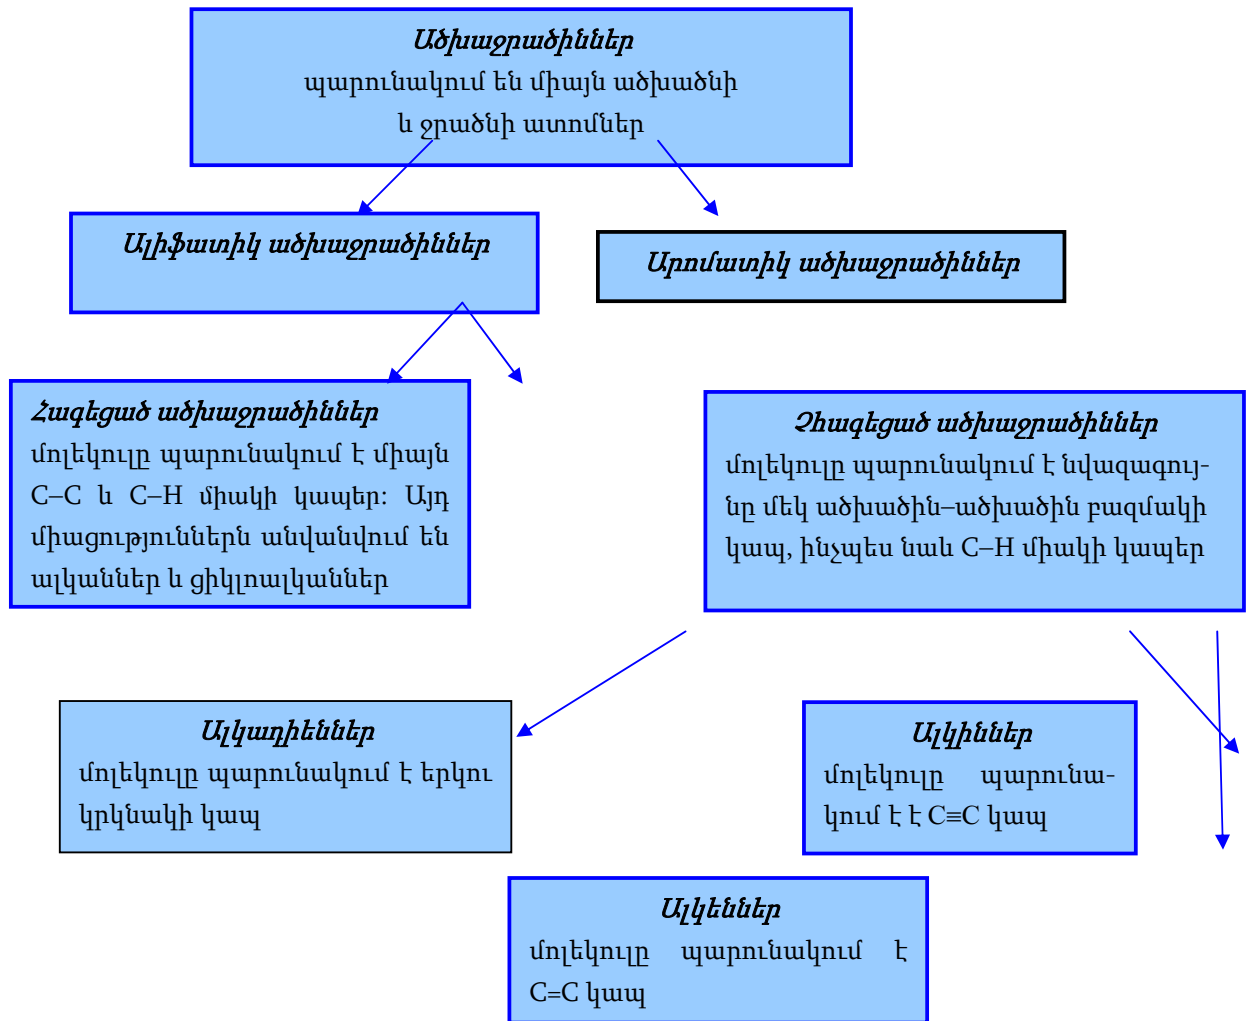 Ածխաջրածիններ
պարունակում են միայն ածխածնի
և ջրածնի ատոմներ
Ալիֆատիկ ածխաջրածիններ
Արոմատիկ ածխաջրածիններ
Հագեցած ածխաջրածիններ
մոլեկուլը պարունակում է միայն
C–C և C–H միակի կապեր: Այդ
միացություններն անվանվում են
ալկաններ և ցիկլոալկաններ
Չհագեցած ածխաջրածիններ
մոլեկուլը պարունակում է նվազագույ-
նը մեկ ածխածին–ածխածին բազմակի
կապ, ինչպես նաև C–H միակի կապեր
Ալկադիեններ
մոլեկուլը պարունակում է երկու
կրկնակի կապ
Ալկիններ
մոլեկուլը պարունա-
կում է է C≡C կապ
Ալկեններ
մոլեկուլը պարունակում է
C=C կապ